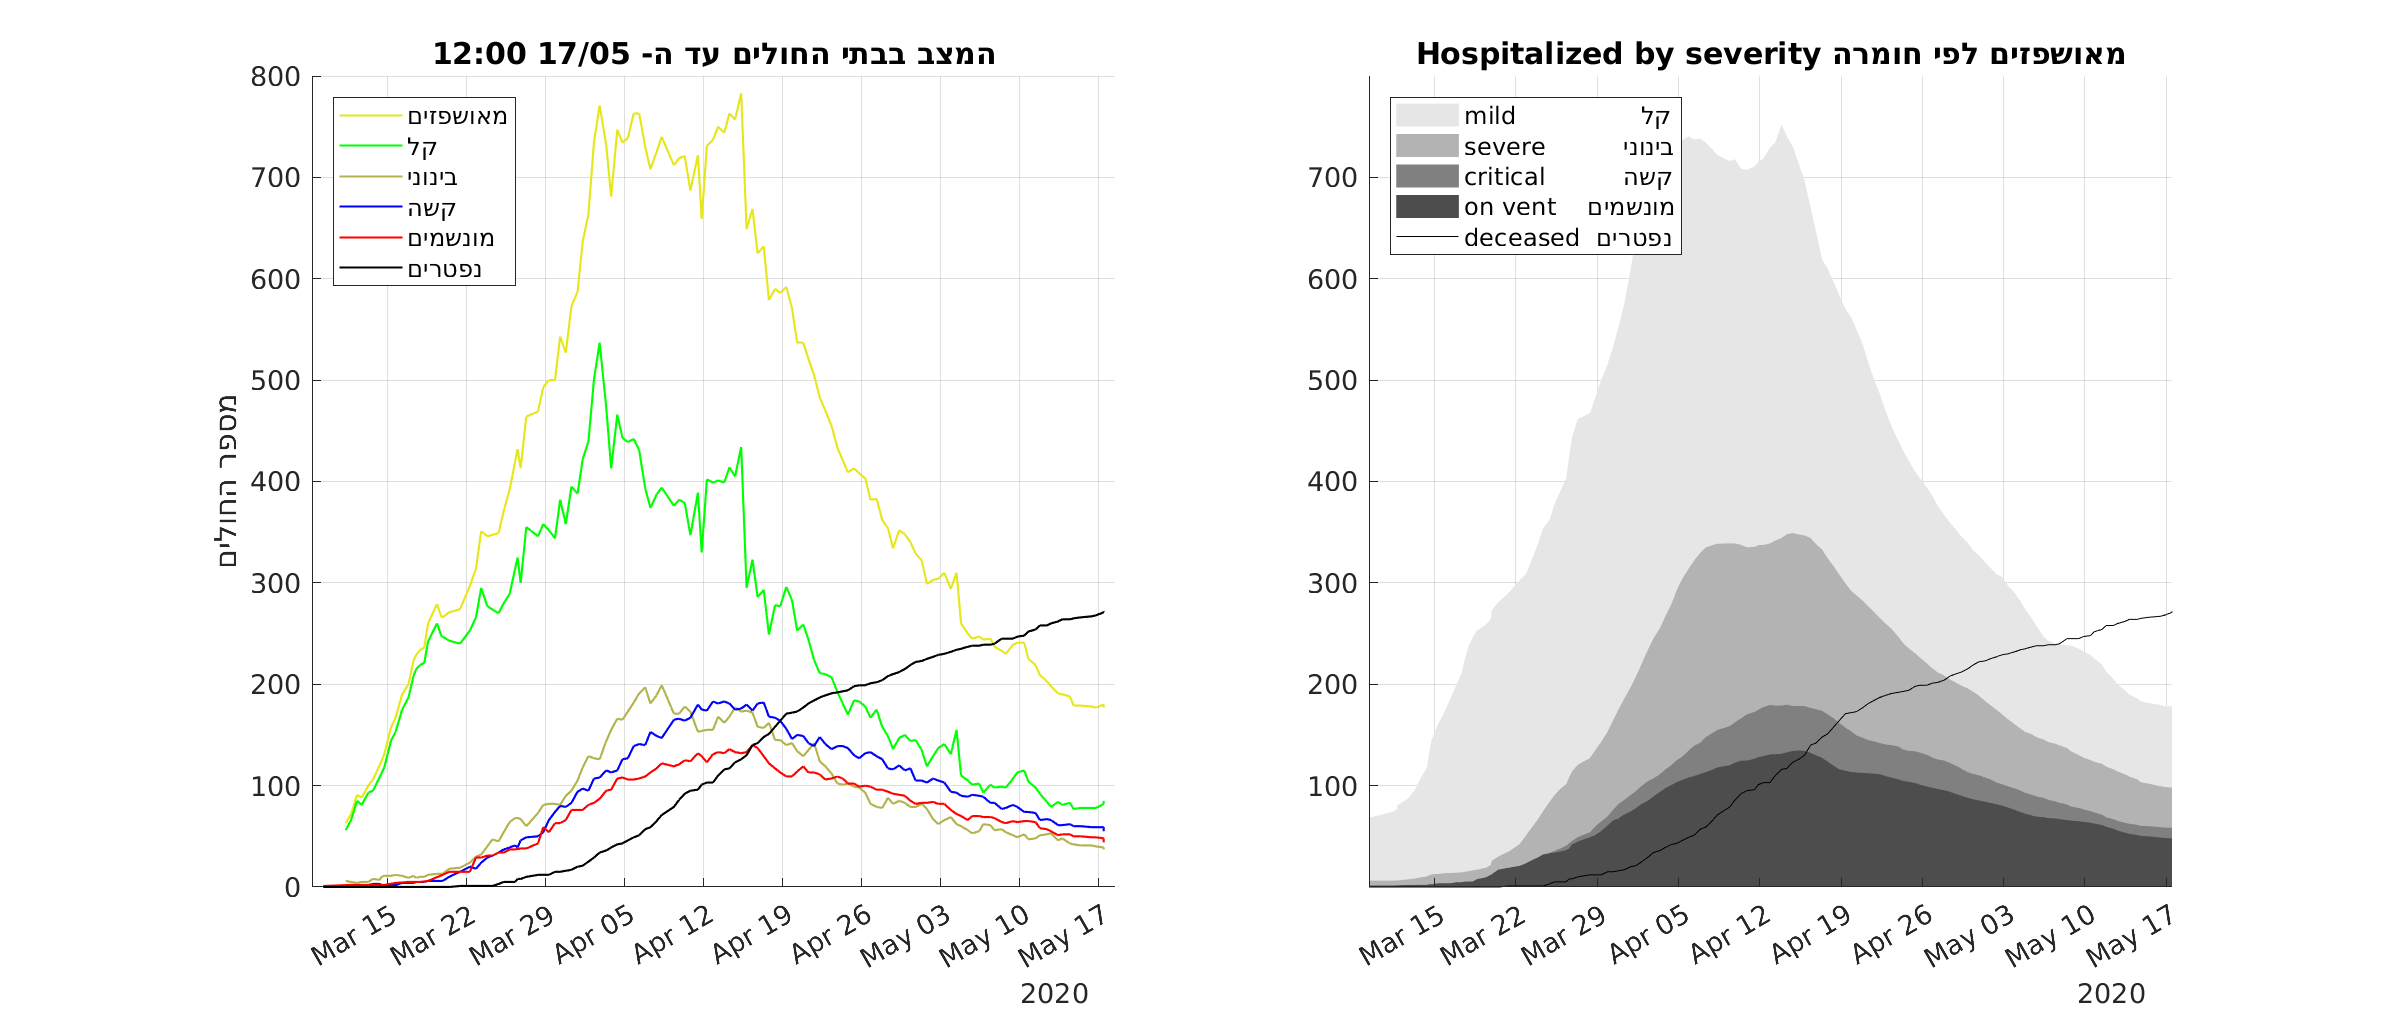 המצב בבתי החולים עד ה- 17/05 12:00
800
700
600
500
400
300
200
100
0
מספר החולים
מאושפזים
קל
בינוני
קשה
מונשמים
נפטרים
Mar 15
Mar 22
Mar 29
Apr 05
Apr 12
Apr 19
Apr 26
May 03
May 10
May 17
2020
Hospitalized by severity מאושפזים לפי חומרה
700
600
500
400
300
200
100
mild קל
severe בינוני
critical קשה
on vent מונשמים
deceased נפטרים
Mar 15
Mar 22
Mar 29
Apr 05
Apr 12
Apr 19
Apr 26
May 03
May 10
May 17
2020